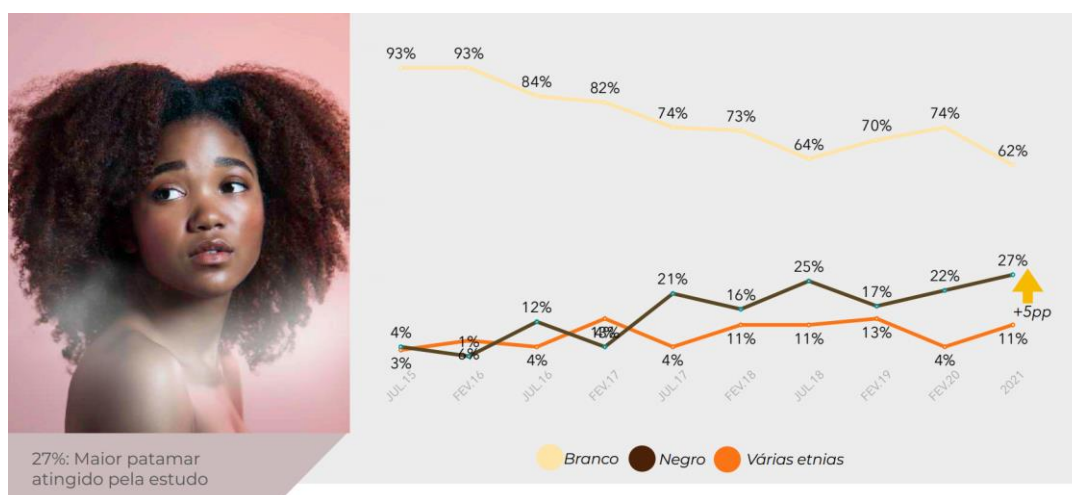 93%
93%
84%
82%
74%
73%
64%
70%
74%
62%
4%
1%
12%
21%
16%
25%
17%
22%
27%
3%
6%
4%
4%
11%
11%
13%
4%
11%
+5pp
JUL.15
FEV.16
JUL.16
FEV.17
JUL.17
FEV.18
JUL.18
FEV.19
FEV.20
2021
27%: Maior patamar
atingido pela estudo
Branco
Negro
Várias etnias